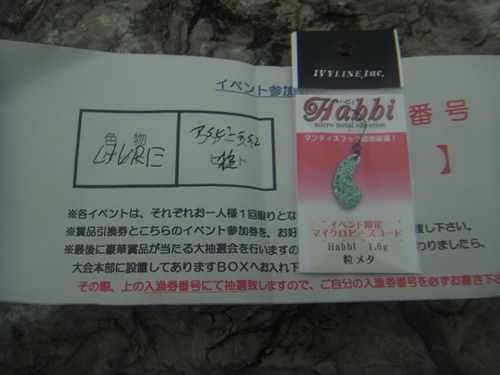 イベント参加
IVYLINE, Inc.
Habbi
micro metal vibration
番号
マンティスフック標準装備!
】
色物
イベント限定
マイクロピースコード
Habbi 1.6g
粒メタ
※各イベントは、それぞれお一人様1回限りとな
※賞品引換券とこちらのイベント参加券を、お好
渡し下さい。
※最後に豪華賞品が当たる大抽選会を行いますの
わりましたら、
大会本部に設置してありますBOXへお入れ下
その際、上の入漁券番号にて抽選致しますので、ご自分の入漁券番号を必ずお書き下さ